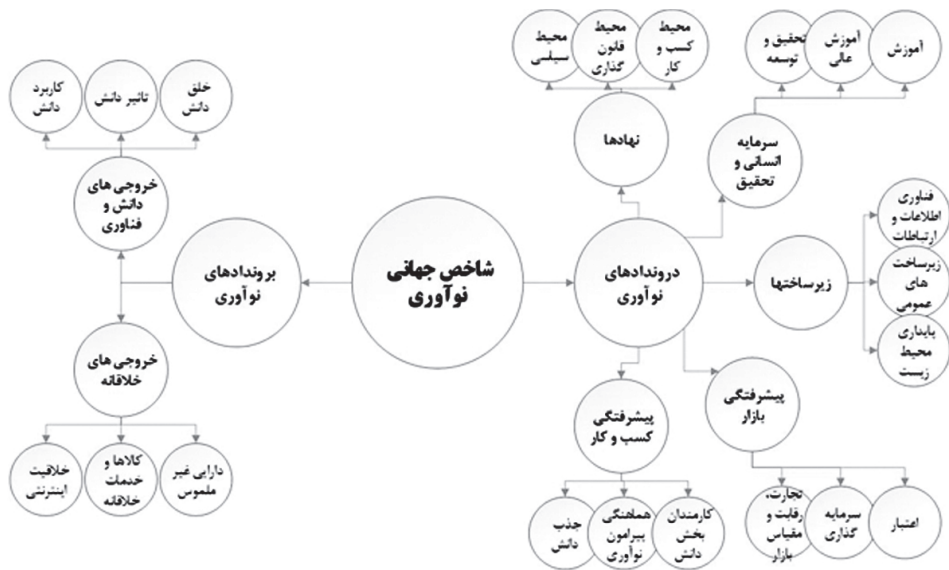 شاخص جهانی
نوآوری
دروندادهای
نوآوری
نهادها
محیط
کسب و
کار
محیط
قانون
گذاری
محیط
سیاسی
سرمایه
انسانی و
تحقیق
آموزش
آموزش
عالی
تحقیق و
توسعه
زیرساختها
فناوری
اطلاعات و
ارتباطات
زیرساخت
های
عمومی
پایداری
محیط
زیست
پیشرفتگی
بازار
اعتبار
سرمایه
گذاری
تجارت،
رقابت و
مقیاس
بازار
پیشرفتگی
کسب و کار
کارمندان
بخش
دانش
هماهنگی
پیرامون
نوآوری
جذب
دانش
بروندادهای
نوآوری
خروجی های
دانش و
فناوری
خلق
دانش
تاثیر دانش
کاربرد
دانش
خروجی های
خلاقانه
دارایی غیر
ملموس
کالاها و
خدمات
خلاقانه
خلاقیت
اینترنتی